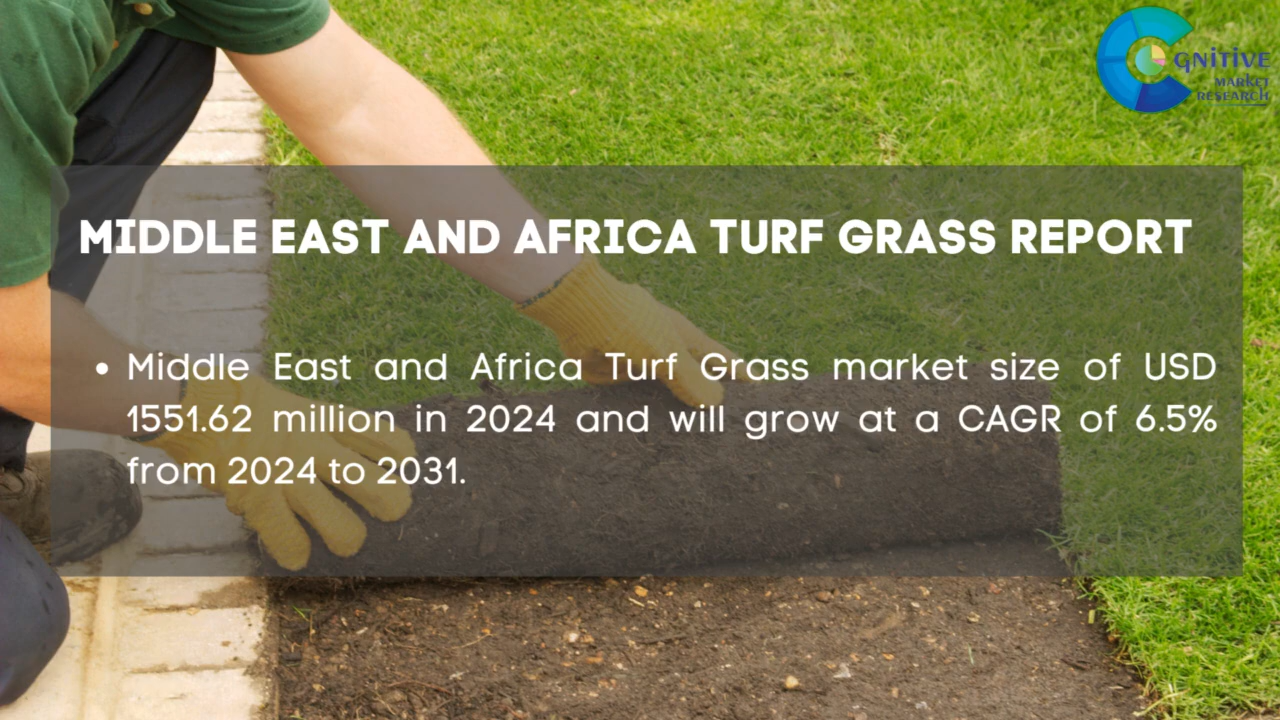 GNITIVE
MARKET
RESEARCH
MIDDLE EAST AND AFRICA TURF GRASS REPORT
• Middle East and Africa Turf Grass market size of USD
1551.62 million in 2024 and will grow at a CAGR of 6.5%
from 2024 to 2031.